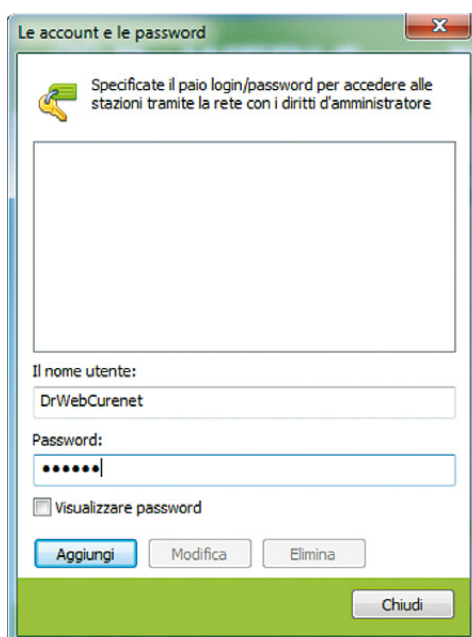 Le account e le password
Specificate il paio login/password per accedere alle
stazioni tramite la rete con i diritti d'amministratore
Il nome utente:
DrWebCurenet
Password:
••••••
Visualizzare password
Aggiungi Modifica Elimina
Chiudi